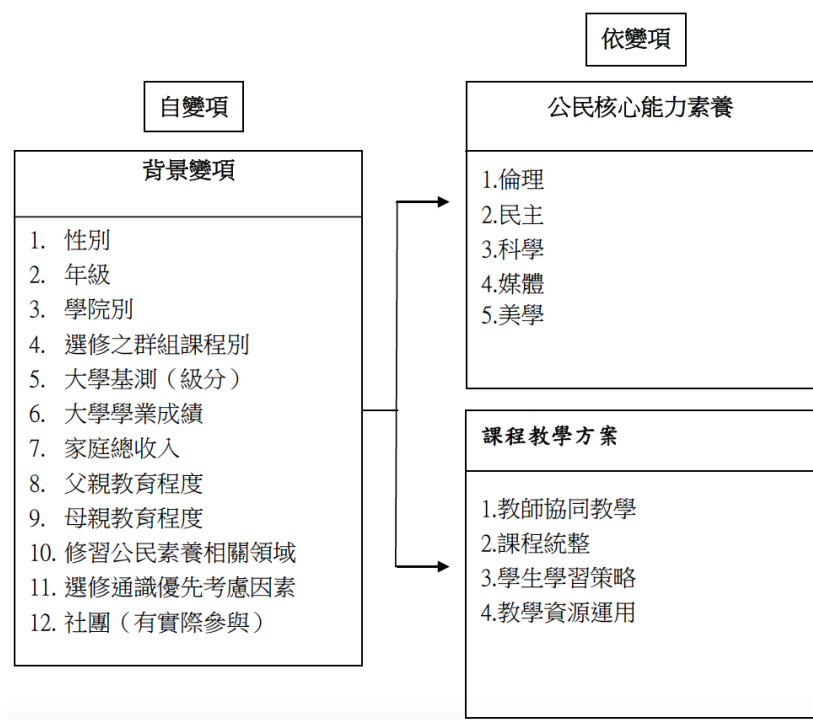 自變項
背景變項
1. 性別
2. 年級
3. 學院別
4. 選修之群組課程別
5. 大學基測（級分）
6. 大學學業成績
7. 家庭總收入
8. 父親教育程度
9. 母親教育程度
10. 修習公民素養相關領域
11. 選修通識優先考慮因素
12. 社團（有實際參與）
依變項
公民核心能力素養
1.倫理
2.民主
3.科學
4.媒體
5.美學
課程教學方案
1.教師協同教學
2.課程統整
3.學生學習策略
4.教學資源運用